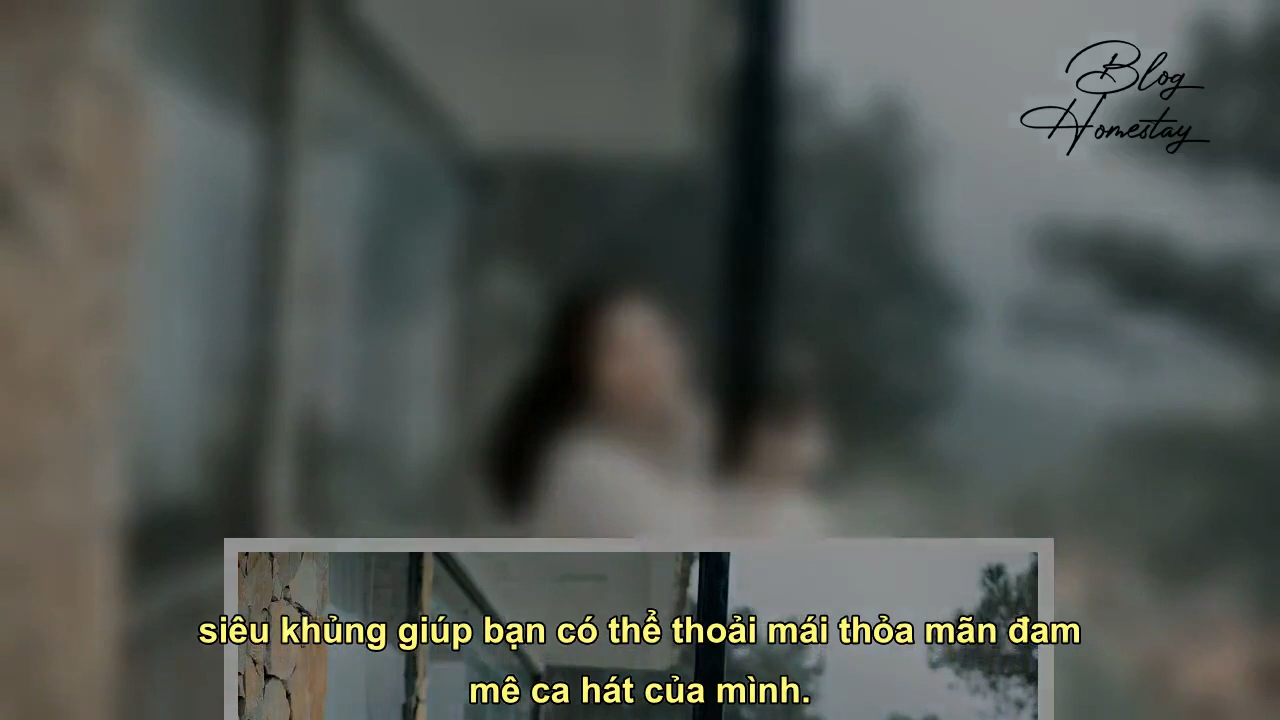 Blog
Homestay
siêu khủng giúp bạn có thể thoải mái thỏa mãn đam
mê ca hát của mình.